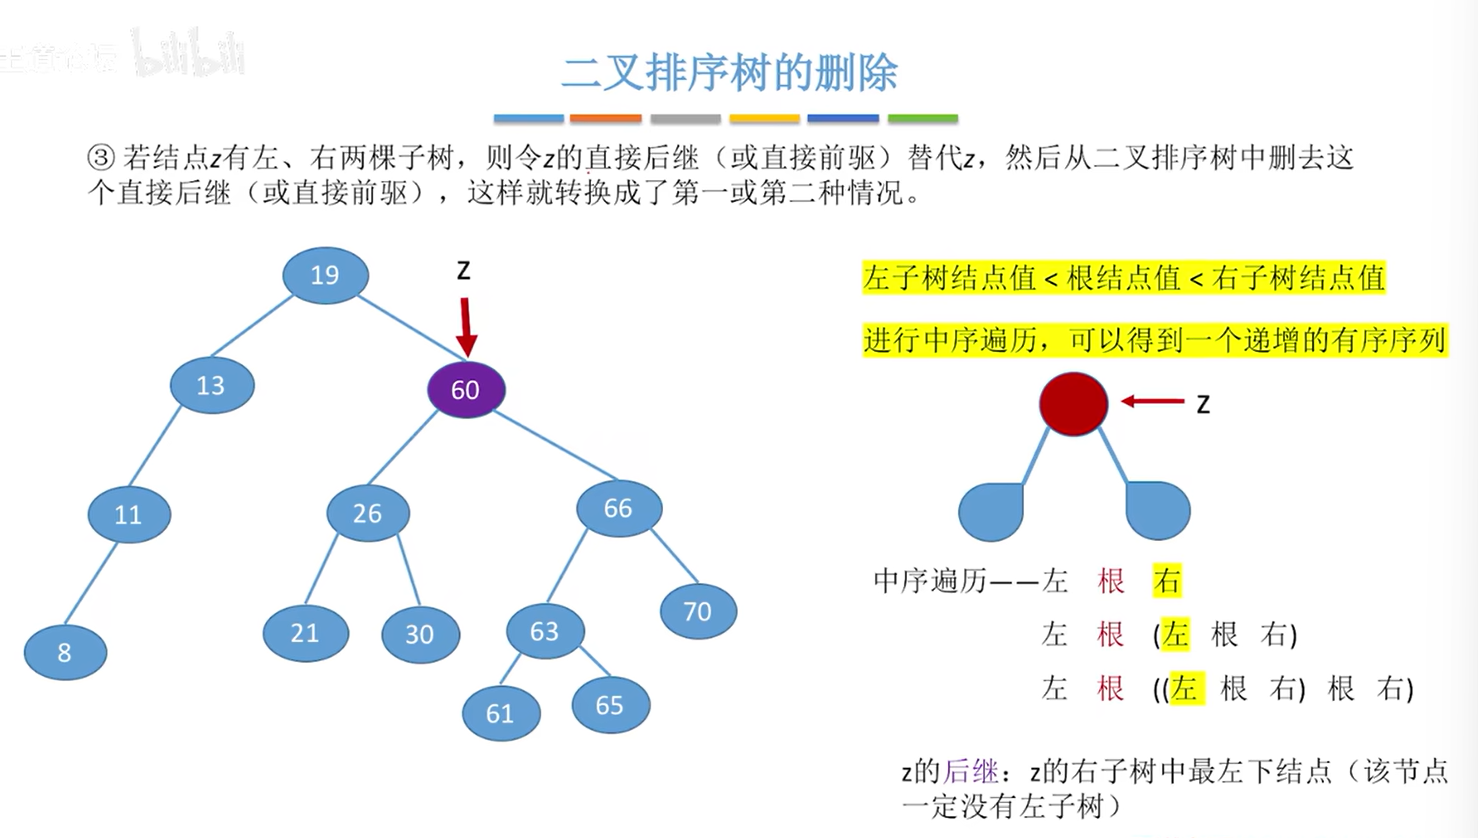 bilibili
二叉排序树的删除
③ 若结点z有左、右两棵子树，则令z的直接后继（或直接前驱）替代z，然后从二叉排序树中删去这
个直接后继（或直接前驱），这样就转换成了第一或第二种情况。
19
z
13
60
11
26
66
8
21
30
63
70
61
65
左子树结点值 < 根结点值 < 右子树结点值
进行中序遍历，可以得到一个递增的有序序列
z
中序遍历——左 根 右
左 根 (左 根 右)
左 根 ((左 根 右) 根 右)
z的后继：z的右子树中最左下结点（该节点
一定没有左子树）